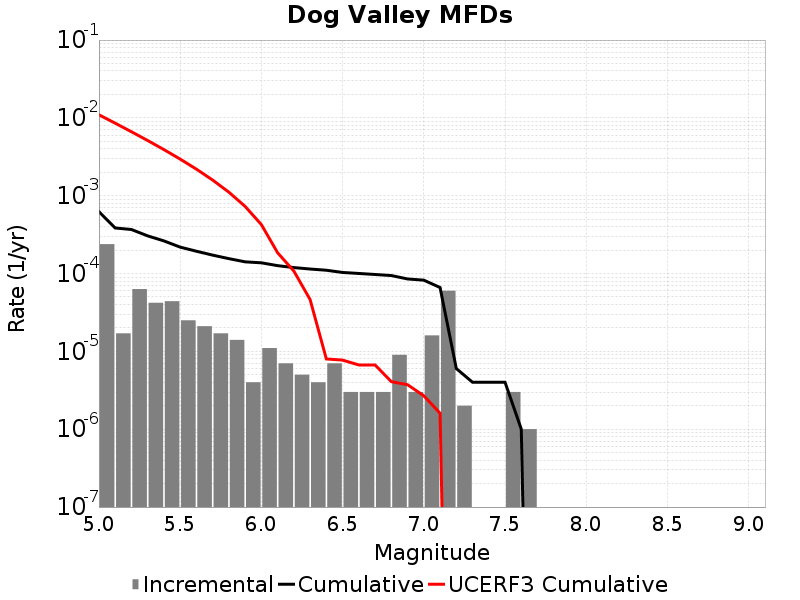 Dog Valley MFDs
10-1
10-2
10-3
10-4
10-5
10-6
10-7
Rate (1/yr)
5.0 5.5 6.0 6.5 7.0 7.5 8.0 8.5 9.0
Magnitude
Incremental Cumulative UCERF3 Cumulative